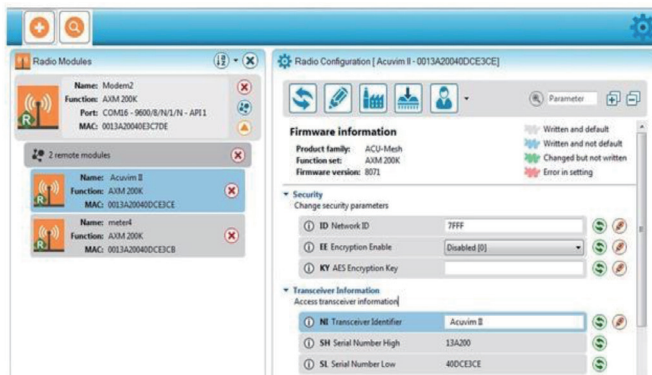 Radio Modules
Name: Modem2
Function: AXM 200K
Port: COM16 - 9600/8/N/1/N - API 1
MAC: 0013A20040E3C7DE
R
2 remote modules
Name: Acuvim II
Function: AXM 200K
MAC: 0013A20040DCE3CE
R
Name: meter4
Function: AXM 200K
MAC: 0013A20040DCE3CB
R
Radio Configuration [ Acuvim II - 0013A20040DCE3CE]
Parameter
Firmware information
Product family: ACU-Mesh
Function set: AXM 200K
Firmware version: 8071
Written and default
Written and not default
Changed but not written
Error in setting
Security
Change security parameters
ID Network ID 7FFF
EE Encryption Enable Disabled [0]
KY AES Encryption Key
Transceiver Information
Access transceiver information
NI Transceiver Identifier Acuvim II
SH Serial Number High 13A200
SL Serial Number Low 40DCE3CE